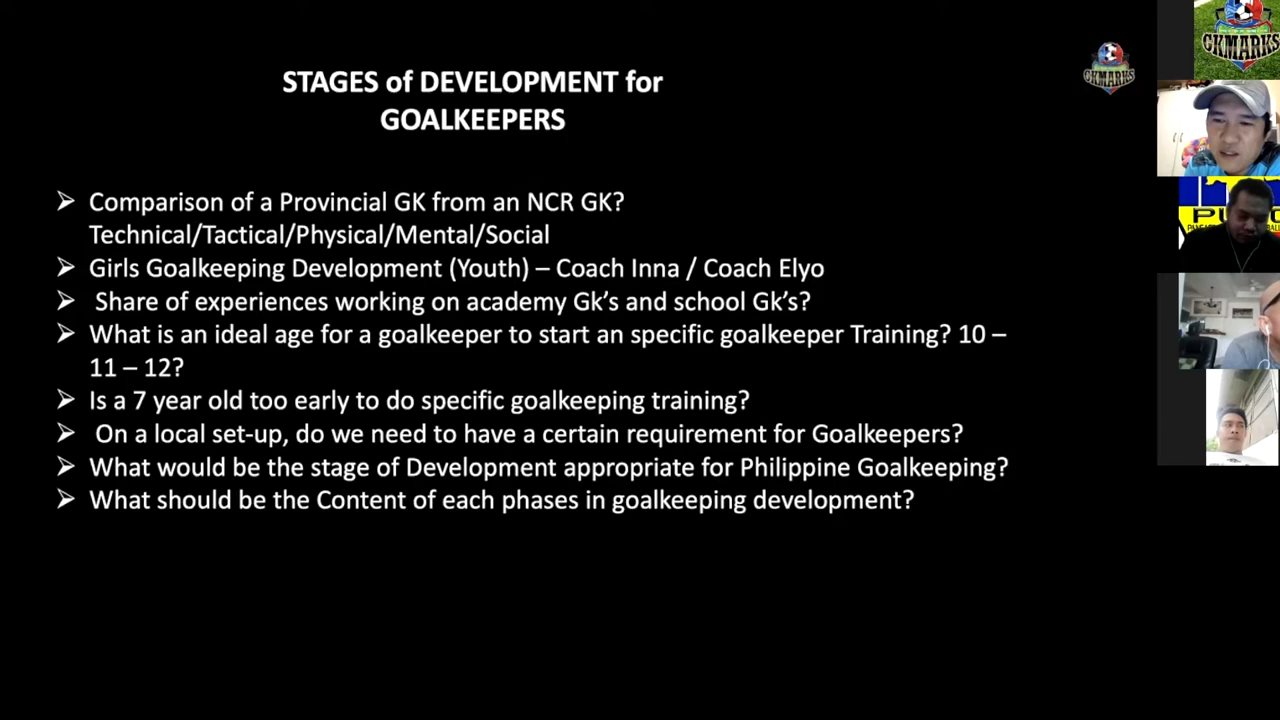 STAGES of DEVELOPMENT for
GOALKEEPERS
GKMARKS
GKMARKS
➢ Comparison of a Provincial GK from an NCR GK?
Technical/Tactical/Physical/Mental/Social
➢ Girls Goalkeeping Development (Youth) – Coach Inna / Coach Elyo
➢ Share of experiences working on academy Gk’s and school Gk’s?
➢ What is an ideal age for a goalkeeper to start an specific goalkeeper Training? 10 –
11 – 12?
➢ Is a 7 year old too early to do specific goalkeeping training?
➢ On a local set-up, do we need to have a certain requirement for Goalkeepers?
➢ What would be the stage of Development appropriate for Philippine Goalkeeping?
➢ What should be the Content of each phases in goalkeeping development?